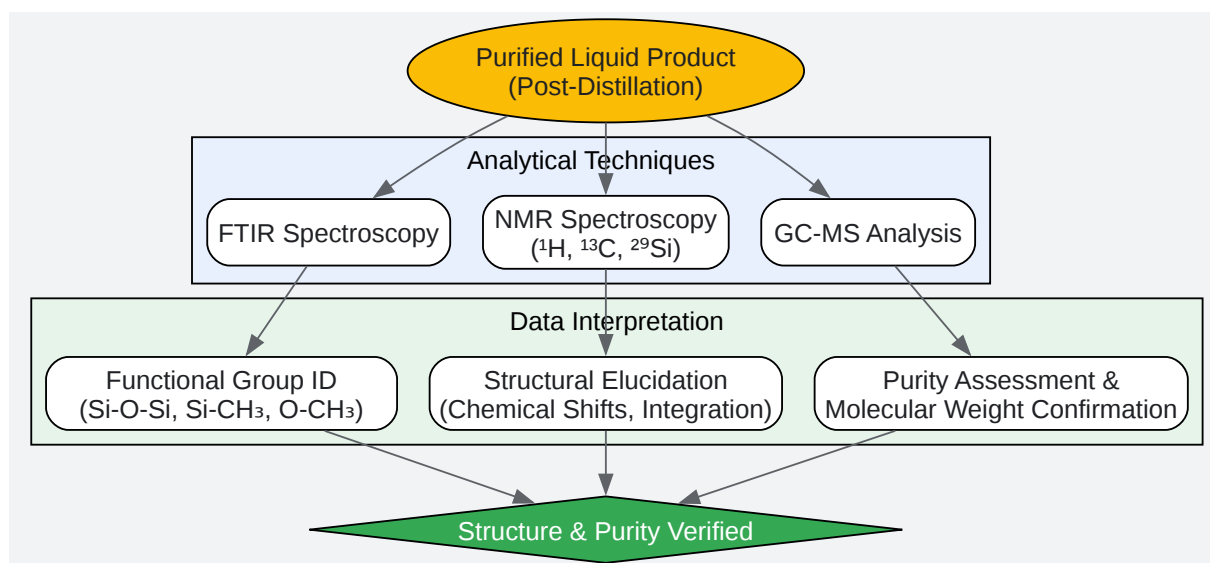 Purified Liquid Product
(Post-Distillation)
Analytical Techniques
FTIR Spectroscopy
NMR Spectroscopy
(¹H, ¹³C, ²⁹Si)
GC-MS Analysis
Data Interpretation
Functional Group ID
(Si-O-Si, Si-CH₃, O-CH₃)
Structural Elucidation
(Chemical Shifts, Integration)
Purity Assessment &
Molecular Weight Confirmation
Structure & Purity Verified